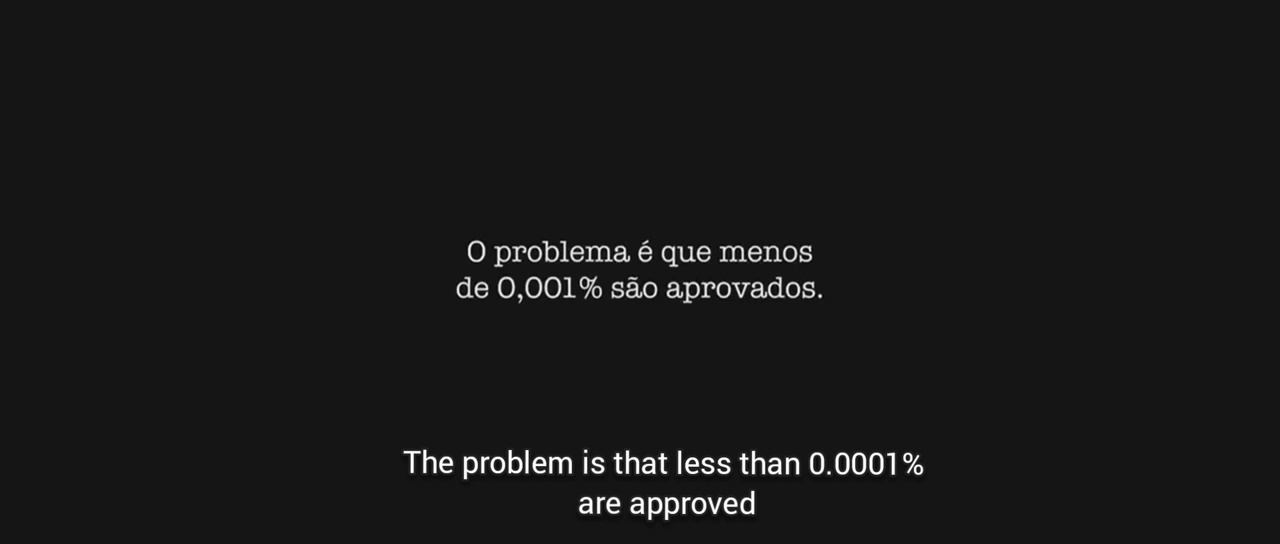 O problema é que menos
de 0,001% são aprovados.
The problem is that less than 0.0001%
are approved